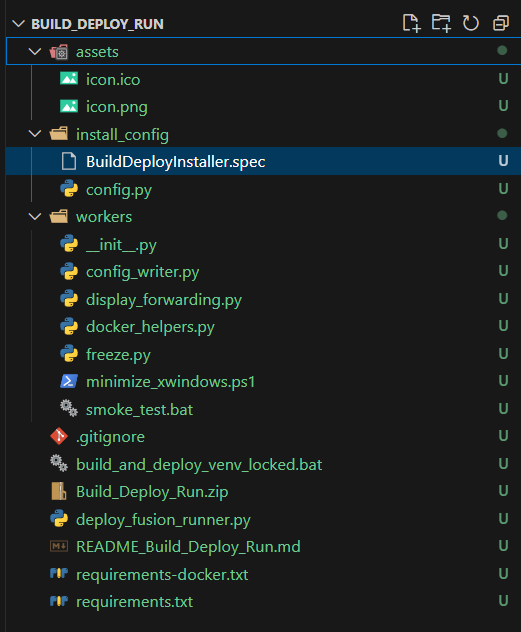 BUILD_DEPLOY_RUN
assets
icon.ico U
icon.png U
install_config
BuildDeployInstaller.spec U
config.py U
workers
__init__.py U
config_writer.py U
display_forwarding.py U
docker_helpers.py U
freeze.py U
minimize_xwindows.ps1 U
smoke_test.bat U
.gitignore U
build_and_deploy_venv_locked.bat U
Build_Deploy_Run.zip U
deploy_fusion_runner.py U
README_Build_Deploy_Run.md U
requirements-docker.txt U
requirements.txt U